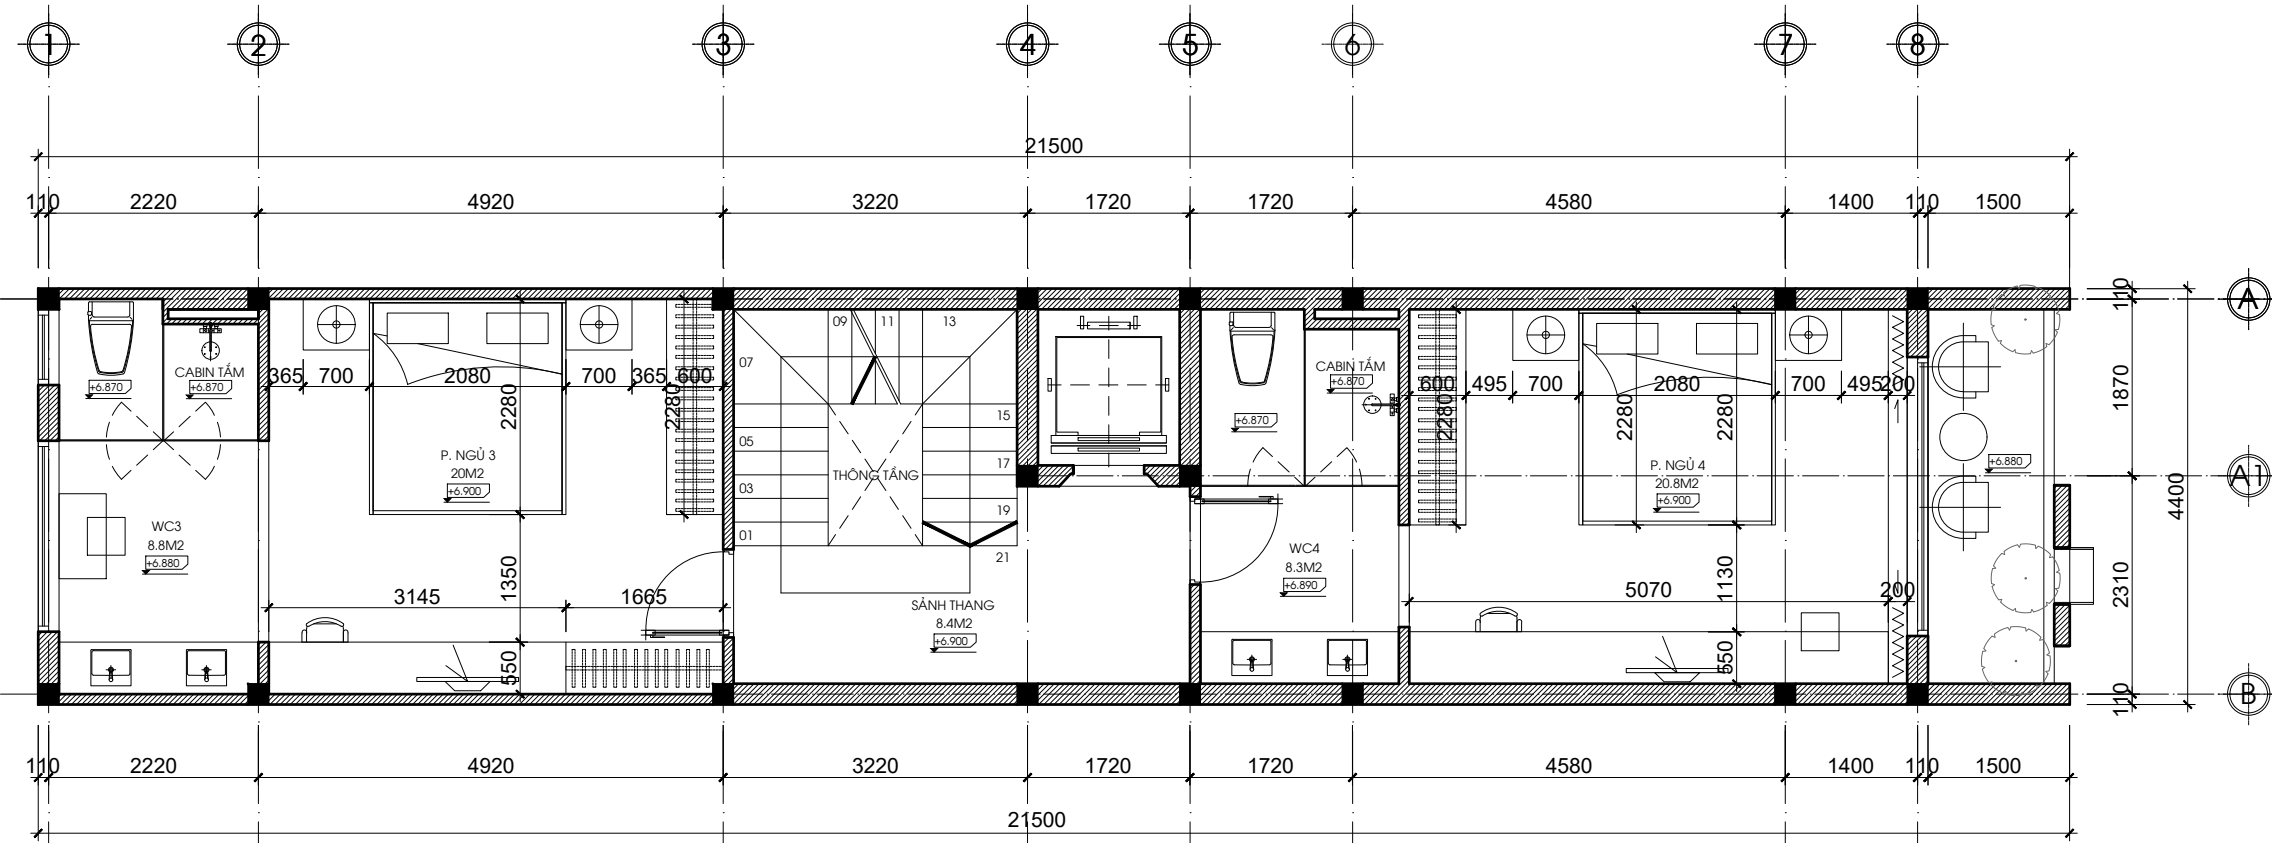 1 2 3 4 5 6 7 8
21500
110 2220 4920 3220 1720 1720 4580 1400 110 1500
A
110
09 11 13
CABIN TẮM
+6.870 +6.870
07
365 700 2080 700 365 600
2280
2280
CABIN TẮM
+6.870
+6.870
600 495 700 2080 700 495 200
2280
2280
2280
1870
15
05
P. NGỦ 3
20M2
+6.900
THÔNG TẦNG
17
03
19
01
21
P. NGỦ 4
20.8M2
+6.900
+6.880
A1
4400
WC3
8.8M2
+6.880
WC4
8.3M2
+6.890
1350
3145 1665
SẢNH THANG
8.4M2
+6.900
5070 200
1130
2310
550
550
B
110
110 2220 4920 3220 1720 1720 4580 1400 110 1500
21500